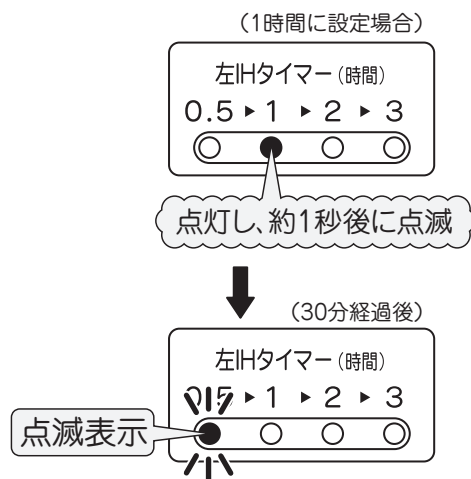 （1時間に設定場合）
左IHタイマー（時間）
0.5 ▶ 1 ▶ 2 ▶ 3
点灯し、約1秒後に点滅
（30分経過後）
左IHタイマー（時間）
0.5 ▶ 1 ▶ 2 ▶ 3
点滅表示